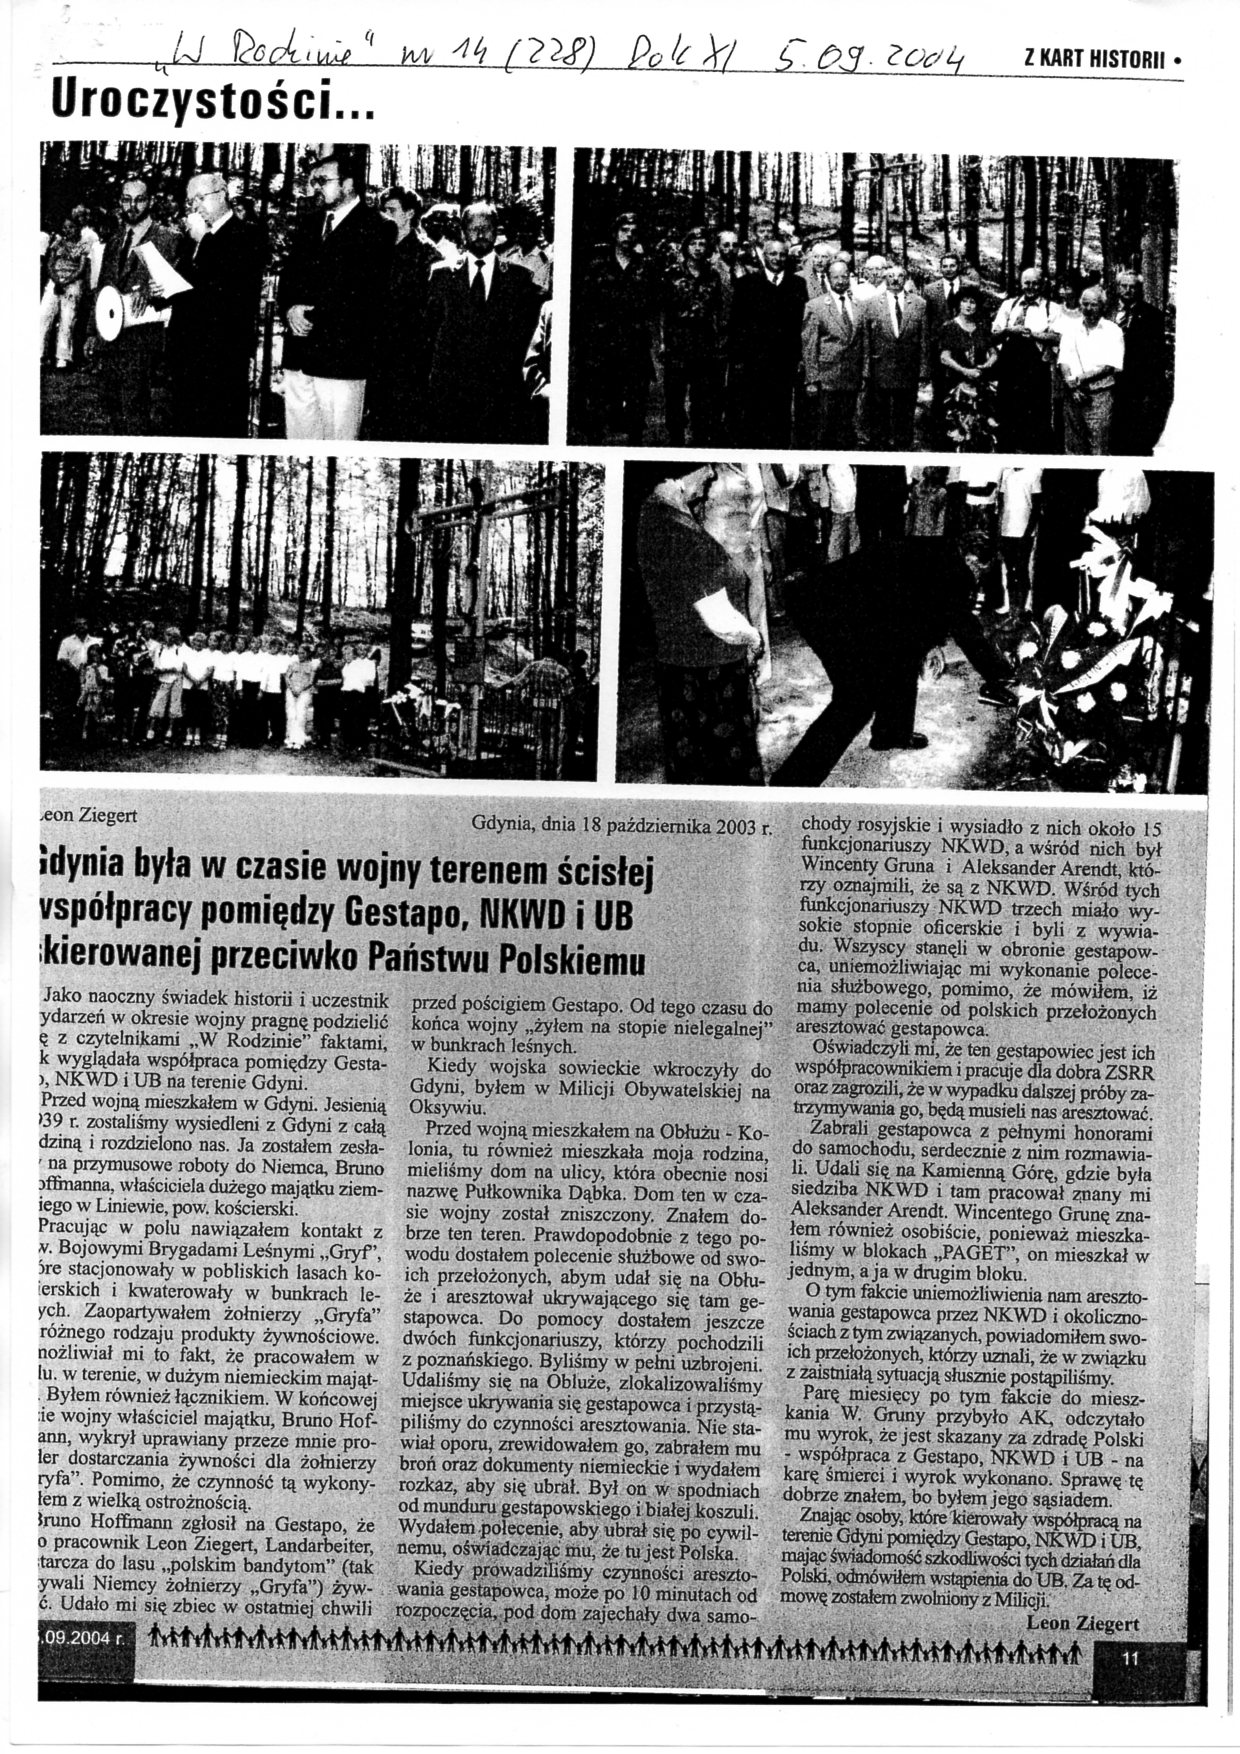 „W Rodzinie" nr 14 (228) Rok XI 5.09.2004
Z KART HISTORII •
Uroczystości...
eon Ziegert
Gdynia, dnia 18 października 2003 r.
dynia była w czasie wojny terenem ścisłej
współpracy pomiędzy Gestapo, NKWD i UB
kierowanej przeciwko Państwu Polskiemu
Jako naoczny świadek historii i uczestnik
ydarzeń w okresie wojny pragnę podzielić
ę z czytelnikami „W Rodzinie” faktami,
k wyglądała współpraca pomiędzy Gesta-
, NKWD i UB na terenie Gdyni.
Przed wojną mieszkałem w Gdyni. Jesienią
39 r. zostaliśmy wysiedleni z Gdyni z całą
dziną i rozdzielono nas. Ja zostałem zesła-
na przymusowe roboty do Niemca, Bruno
offmanna, właściciela dużego majątku ziem-
iego w Liniewie, pow. kościerski.
Pracując w polu nawiązałem kontakt z
w. Bojowymi Brygadami Leśnymi „Gryf”,
óre stacjonowały w pobliskich lasach ko-
ierskich i kwaterowały w bunkrach le-
ych. Zaopartywałem żołnierzy „Gryfa”
różnego rodzaju produkty żywnościowe.
możliwiał mi to fakt, że pracowałem w
lu. w terenie, w dużym niemieckim mająt-
. Byłem również łącznikiem. W końcowej
ie wojny właściciel majątku, Bruno Hof-
ann, wykrył uprawiany przeze mnie pro-
der dostarczania żywności dla żołnierzy
ryfa”. Pomimo, że czynność tą wykony-
łem z wielką ostrożnością.
Bruno Hoffmann zgłosił na Gestapo, że
o pracownik Leon Ziegert, Landarbeiter,
tarcza do lasu „polskim bandytom” (tak
zywali Niemcy żołnierzy „Gryfa”) żyw-
ć. Udało mi się zbiec w ostatniej chwili
przed pościgiem Gestapo. Od tego czasu do
końca wojny „żyłem na stopie nielegalnej”
w bunkrach leśnych.
Kiedy wojska sowieckie wkroczyły do
Gdyni, byłem w Milicji Obywatelskiej na
Oksywiu.
Przed wojną mieszkałem na Obłużu - Ko-
lonia, tu również mieszkała moja rodzina,
mieliśmy dom na ulicy, która obecnie nosi
nazwę Pułkownika Dąbka. Dom ten w cza-
sie wojny został zniszczony. Znałem do-
brze ten teren. Prawdopodobnie z tego po-
wodu dostałem polecenie służbowe od swo-
ich przełożonych, abym udał się na Obłu-
że i aresztował ukrywającego się tam ge-
stapowca. Do pomocy dostałem jeszcze
dwóch funkcjonariuszy, którzy pochodzili
z poznańskiego. Byliśmy w pełni uzbrojeni.
Udaliśmy się na Obłuże, zlokalizowaliśmy
miejsce ukrywania się gestapowca i przystą-
piliśmy do czynności aresztowania. Nie sta-
wiał oporu, zrewidowałem go, zabrałem mu
broń oraz dokumenty niemieckie i wydałem
rozkaz, aby się ubrał. Był on w spodniach
od munduru gestapowskiego i białej koszuli.
Wydałem polecenie, aby ubrał się po cywil-
nemu, oświadczając mu, że tu jest Polska.
Kiedy prowadziliśmy czynności areszto-
wania gestapowca, może po 10 minutach od
rozpoczęcia, pod dom zajechały dwa samo-
chody rosyjskie i wysiadło z nich około 15
funkcjonariuszy NKWD, a wśród nich był
Wincenty Gruna i Aleksander Arendt, któ-
rzy oznajmili, że są z NKWD. Wśród tych
funkcjonariuszy NKWD trzech miało wy-
sokie stopnie oficerskie i byli z wywia-
du. Wszyscy stanęli w obronie gestapow-
ca, uniemożliwiając mi wykonanie polece-
nia służbowego, pomimo, że mówiłem, iż
mamy polecenie od polskich przełożonych
aresztować gestapowca.
Oświadczyli mi, że ten gestapowiec jest ich
współpracownikiem i pracuje dla dobra ZSRR
oraz zagrozili, że w wypadku dalszej próby za-
trzymywania go, będą musieli nas aresztować.
Zabrali gestapowca z pełnymi honorami
do samochodu, serdecznie z nim rozmawia-
li. Udali się na Kamienną Górę, gdzie była
siedziba NKWD i tam pracował znany mi
Aleksander Arendt. Wincentego Grunę zna-
łem również osobiście, ponieważ mieszka-
liśmy w blokach „PAGET”, on mieszkał w
jednym, a ja w drugim bloku.
O tym fakcie uniemożliwienia nam areszto-
wania gestapowca przez NKWD i okoliczno-
ściach z tym związanych, powiadomiłem swo-
ich przełożonych, którzy uznali, że w związku
z zaistniałą sytuacją słusznie postąpiliśmy.
Parę miesięcy po tym fakcie do miesz-
kania W. Gruny przybyło AK, odczytało
mu wyrok, że jest skazany za zdradę Polski
- współpraca z Gestapo, NKWD i UB - na
karę śmierci i wyrok wykonano. Sprawę tę
dobrze znałem, bo byłem jego sąsiadem.
Znając osoby, które kierowały współpracą na
terenie Gdyni pomiędzy Gestapo, NKWD i UB,
mając świadomość szkodliwości tych działań dla
Polski, odmówiłem wstąpienia do UB. Za tę od-
mowę zostałem zwolniony z Milicji.
Leon Ziegert
.09.2004 r.
11